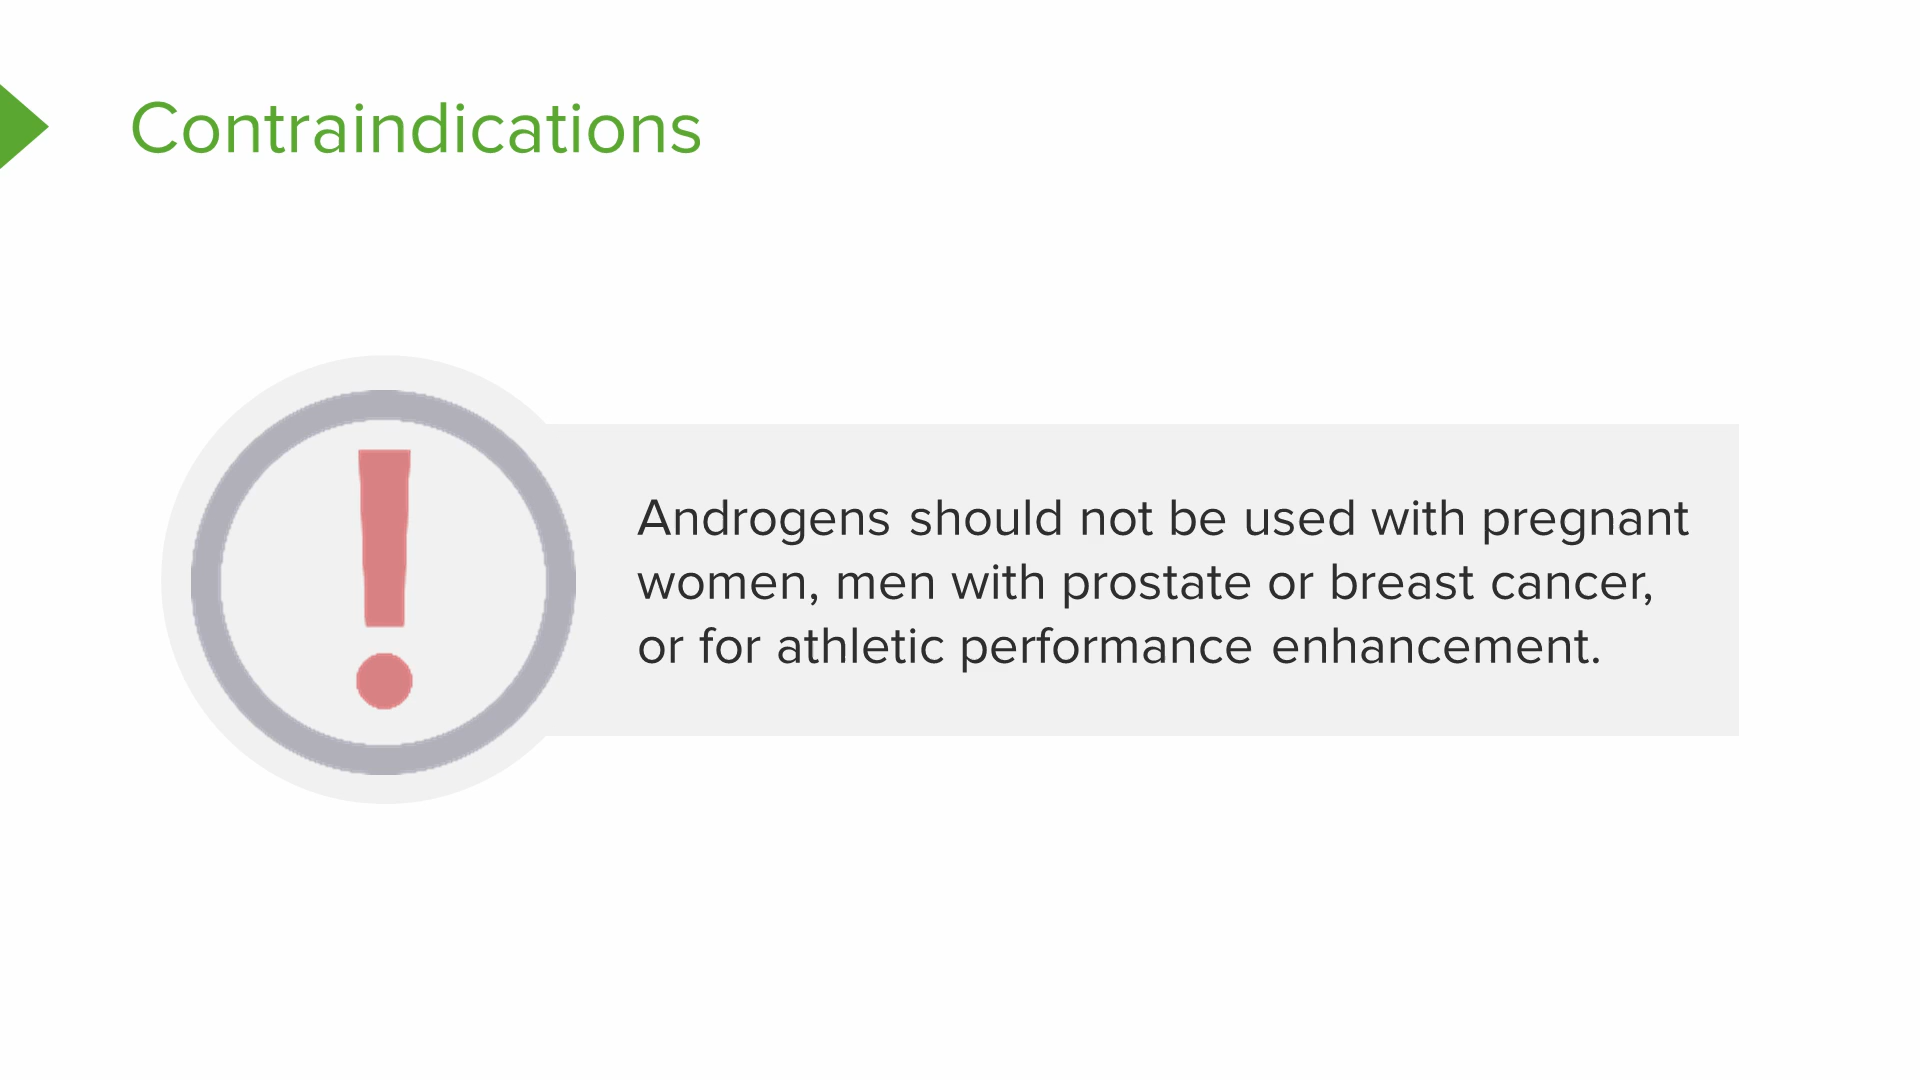 Contraindications
Androgens should not be used with pregnant
women, men with prostate or breast cancer,
or for athletic performance enhancement.